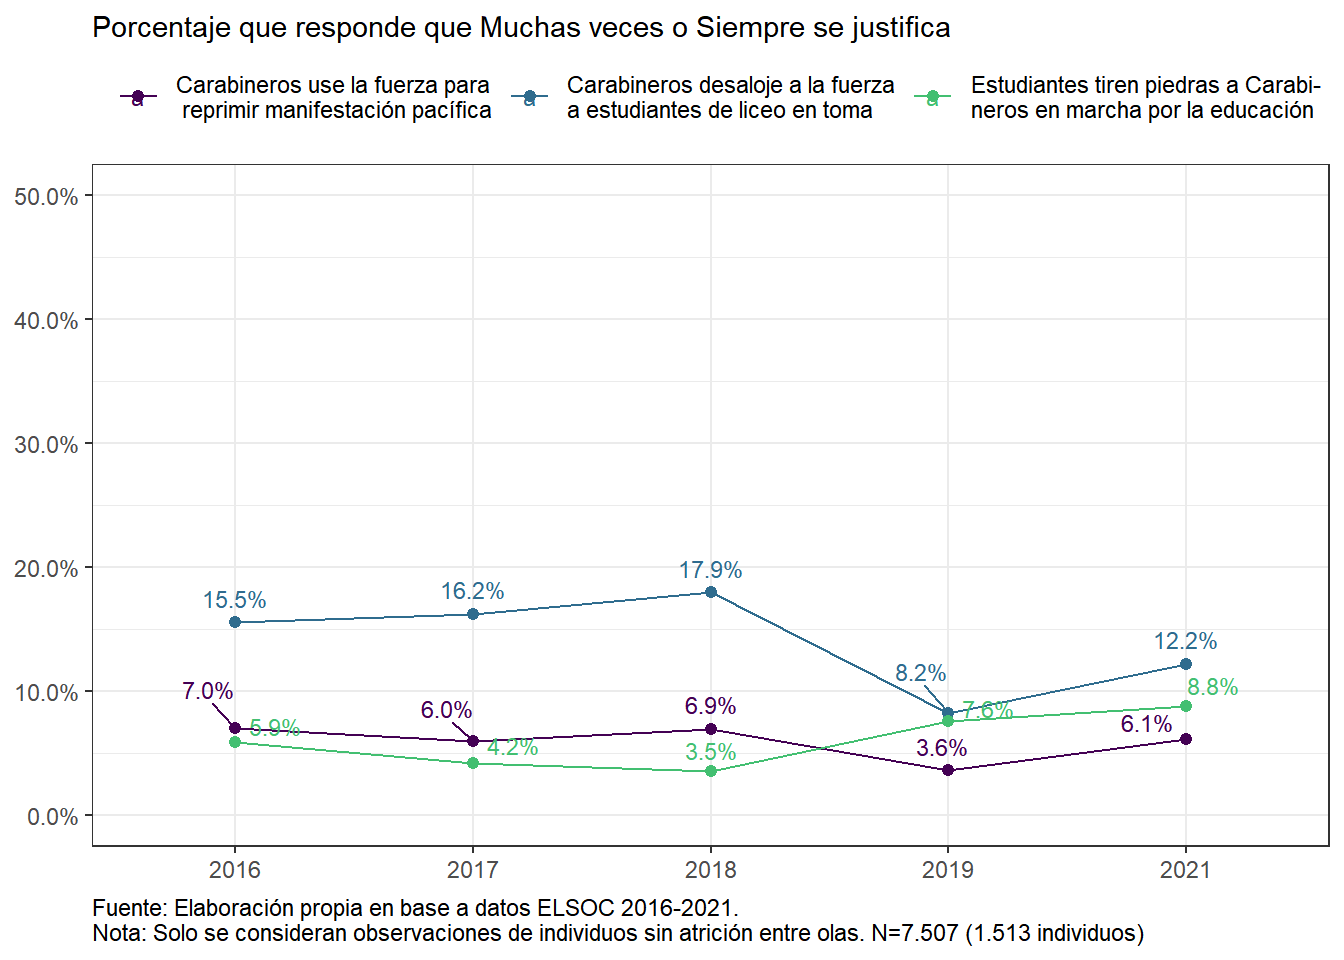 Porcentaje que responde que Muchas veces o Siempre se justifica
a Carabineros use la fuerza para
reprimir manifestación pacífica
a Carabineros desaloje a la fuerza
a estudiantes de liceo en toma
a Estudiantes tiren piedras a Carabi-
neros en marcha por la educación
50.0%
40.0%
30.0%
20.0%
10.0%
0.0%
15.5%
16.2%
17.9%
8.2%
12.2%
7.0%
6.0%
6.9%
3.6%
6.1%
5.9%
4.2%
3.5%
7.6%
8.8%
2016
2017
2018
2019
2021
Fuente: Elaboración propia en base a datos ELSOC 2016-2021.
Nota: Solo se consideran observaciones de individuos sin atrición entre olas. N=7.507 (1.513 individuos)